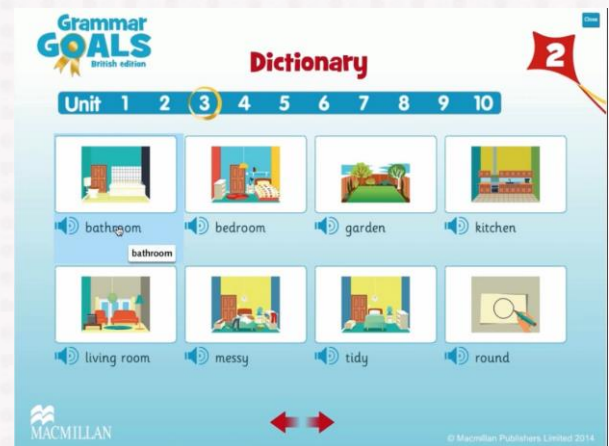 Grammar
GOALS
British edition
Close
Dictionary
2
Unit 1 2 3 4 5 6 7 8 9 10
bathroom
bedroom
garden
kitchen
bathroom
living room
messy
tidy
round
MACMILLAN
© Macmillan Publishers Limited 2014